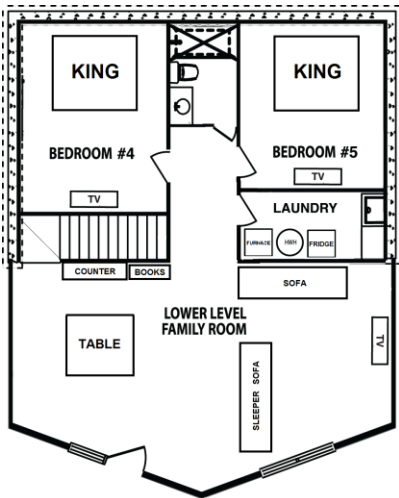 KING
KING
BEDROOM #4
BEDROOM #5
TV
TV
LAUNDRY
FURNACE
HWH
FRIDGE
COUNTER
BOOKS
SOFA
LOWER LEVEL
FAMILY ROOM
TABLE
TV
SLEEPER SOFA